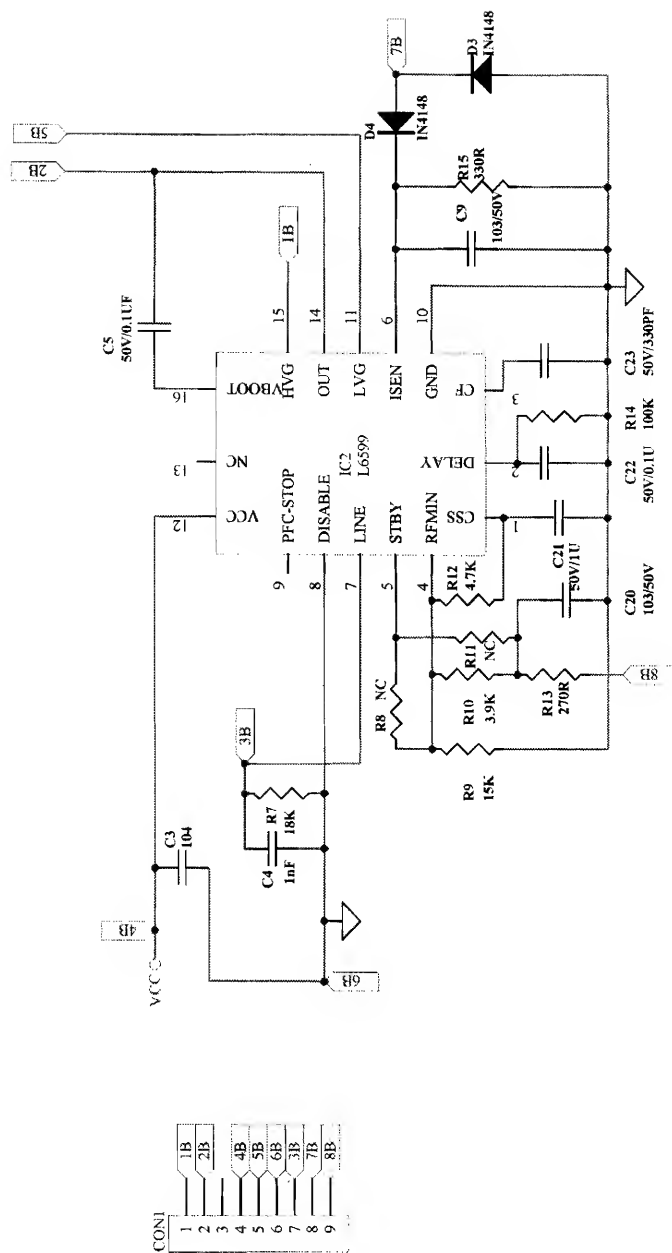 5B
2B
C5
50V/0.1UF
1B
7B
D4
IN4148
D3
IN4148
R15
330R
C9
103/50V
16
15
14
11
6
10
VBOOT
HVG
OUT
LVG
ISEN
GND
13
NC
IC2
L6599
CF
3
C23
50V/330PF
DELAY
2
R14
100K
C22
50V/0.1U
12
VCC
PFC-STOP
DISABLE
LINE
STBY
RFMIN
CSS
9
8
7
5
4
1
R12
4.7K
C21
50V/1U
C20
103/50V
R11
NC
R8
NC
R10
3.9K
R13
270R
8B
R9
15K
3B
R7
18K
C4
1nF
C3
104
4B
VCC
6B
CON1
1 1B
2 2B
3
4 4B
5 5B
6 6B
7 3B
8 7B
9 8B